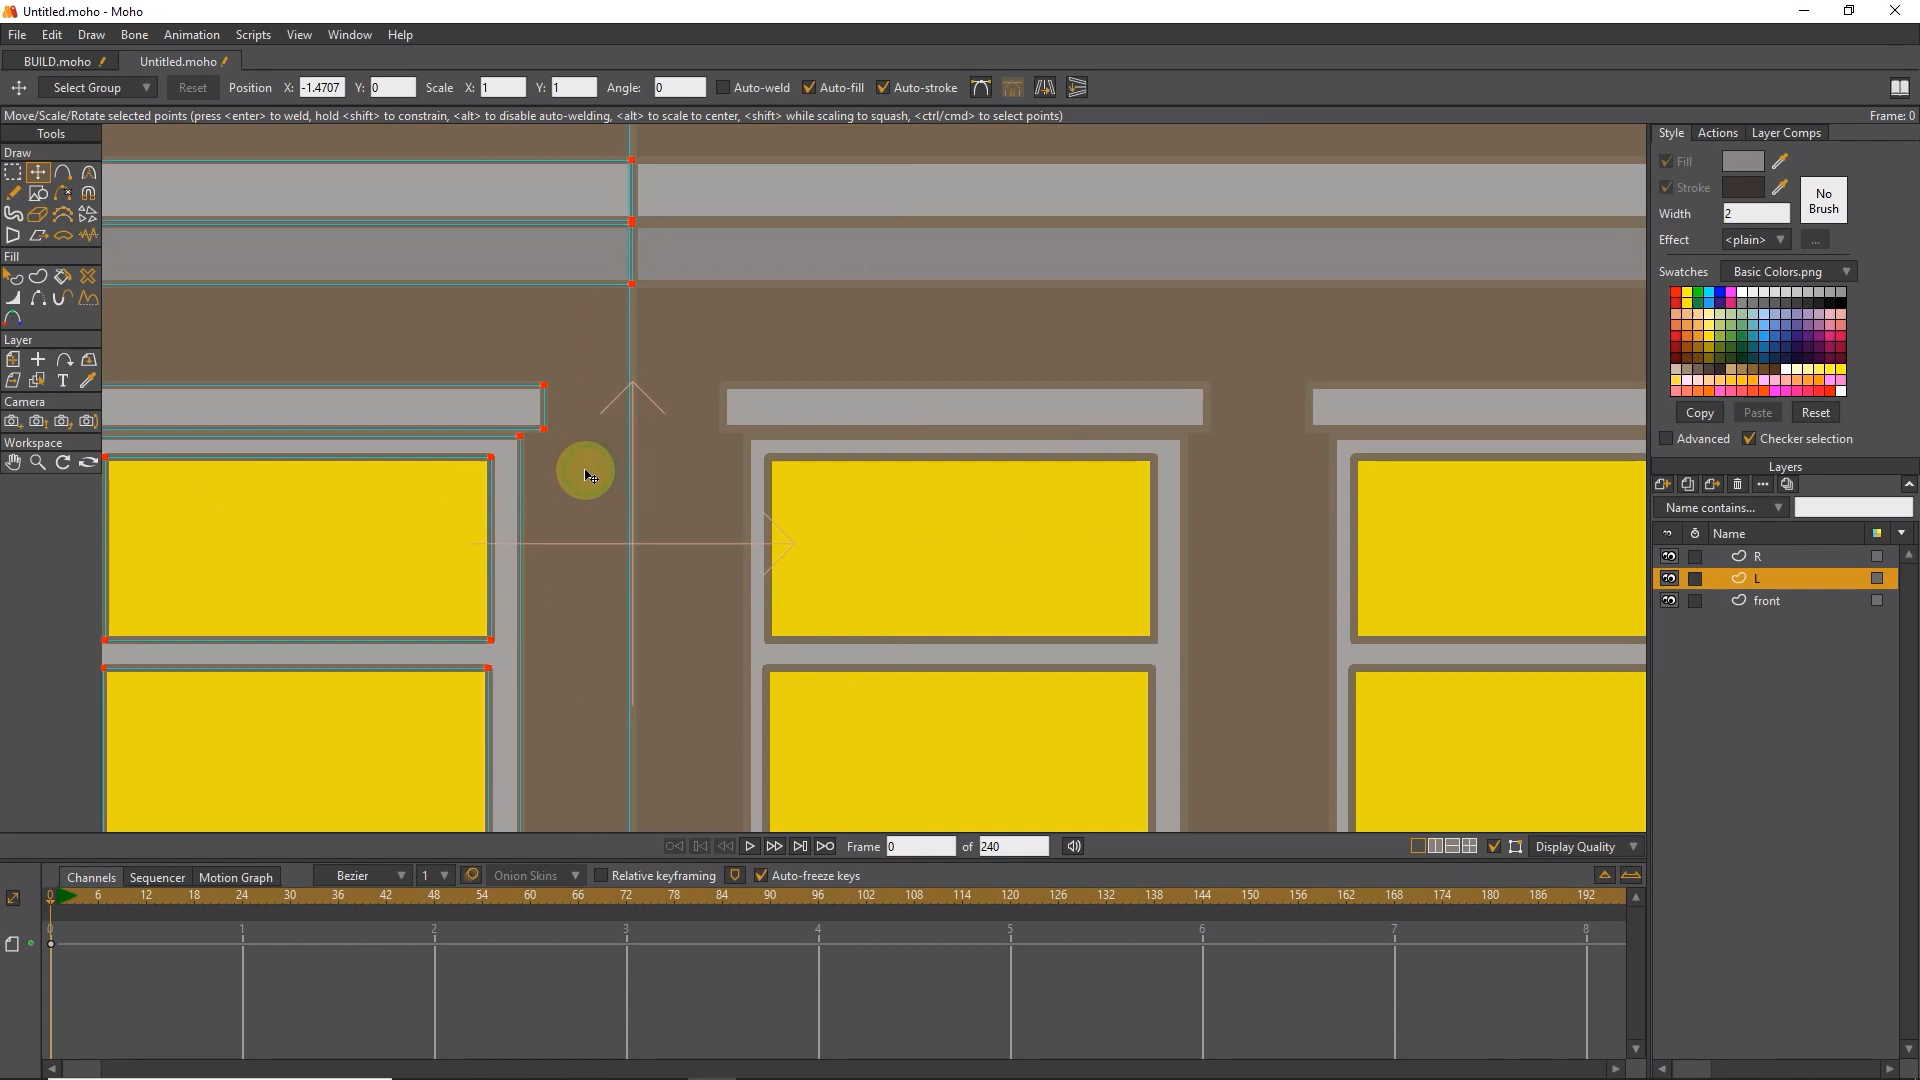 Untitled.moho - Moho
File Edit Draw Bone Animation Scripts View Window Help
BUILD.moho Untitled.moho
Select Group Reset Position X: -1.4707 Y: 0 Scale X: 1 Y: 1 Angle: 0 Auto-weld Auto-fill Auto-stroke
Move/Scale/Rotate selected points (press <enter> to weld, hold <shift> to constrain, <alt> to disable auto-welding, <alt> to scale to center, <shift> while scaling to squash, <ctrl/cmd> to select points) Frame: 0
Tools
Draw
Fill
Layer
T
Camera
Workspace
Style Actions Layer Comps
Fill
Stroke
No
Brush
Width 2
Effect <plain> ...
Swatches Basic Colors.png
Copy Paste Reset
Advanced Checker selection
Layers
Name contains...
Name
R
L
front
Frame 0 of 240 Display Quality
Channels Sequencer Motion Graph Bezier 1 Onion Skins Relative keyframing Auto-freeze keys
0 6 12 18 24 30 36 42 48 54 60 66 72 78 84 90 96 102 108 114 120 126 132 138 144 150 156 162 168 174 180 186 192
0 1 2 3 4 5 6 7 8